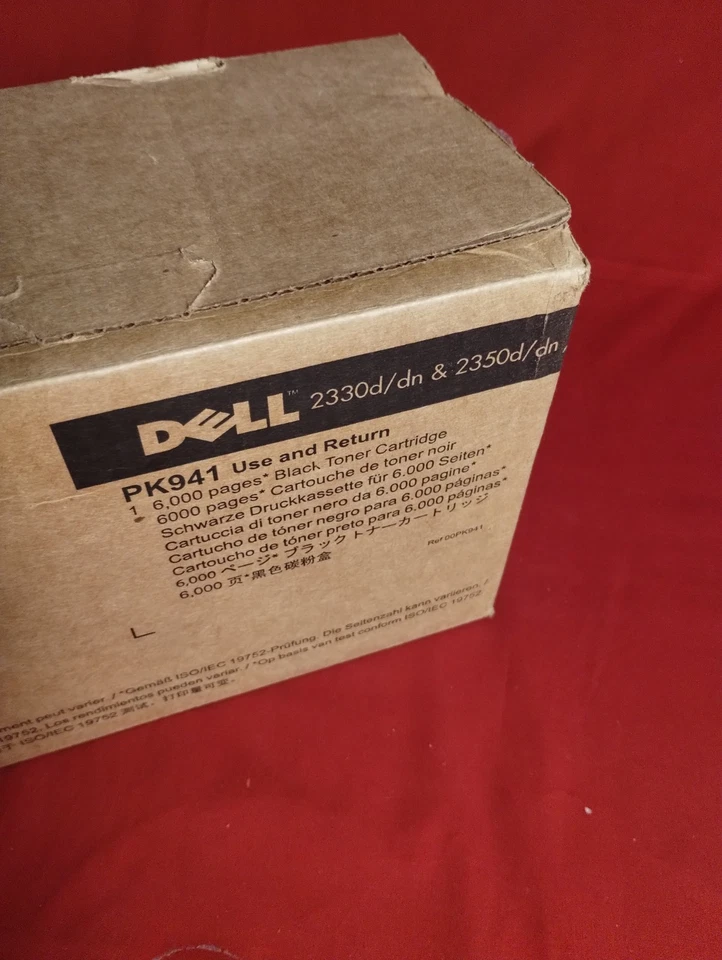 DELL™ 2330d/dn & 2350d/dn
PK941 Use and Return
1 6,000 pages* Black Toner Cartridge
6000 pages* Cartouche de toner noir
Schwarze Druckkassette für 6.000 Seiten*
Cartuccia di toner nero da 6.000 pagine*
Cartucho de tóner negro para 6.000 páginas*
Cartoucho de tóner preto para 6.000 páginas*
6,000 ページ* ブラックトナーカートリッジ
6,000 页*黑色碳粉盒
Ref 00PK941
ment peut varier. / *Gemäß ISO/IEC 19752-Prüfung. Die Seitenzahl kann variieren. /
19752. Los rendimientos pueden variar. / *Op basis van test conform ISO/IEC 19752
ISO/IEC 19752 测试。打印量可变。